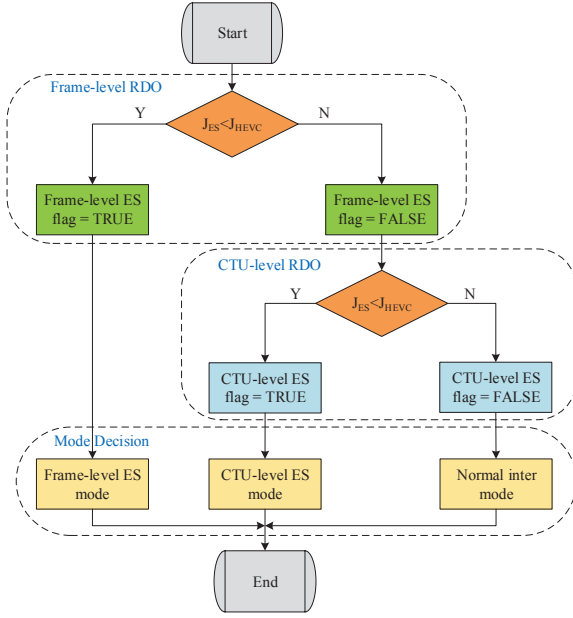 Start
Frame-level RDO
J_ES<J_HEVC
Y
N
Frame-level ES
flag = TRUE
Frame-level ES
flag = FALSE
CTU-level RDO
J_ES<J_HEVC
Y
N
CTU-level ES
flag = TRUE
CTU-level ES
flag = FALSE
Mode Decision
Frame-level ES
mode
CTU-level ES
mode
Normal inter
mode
End